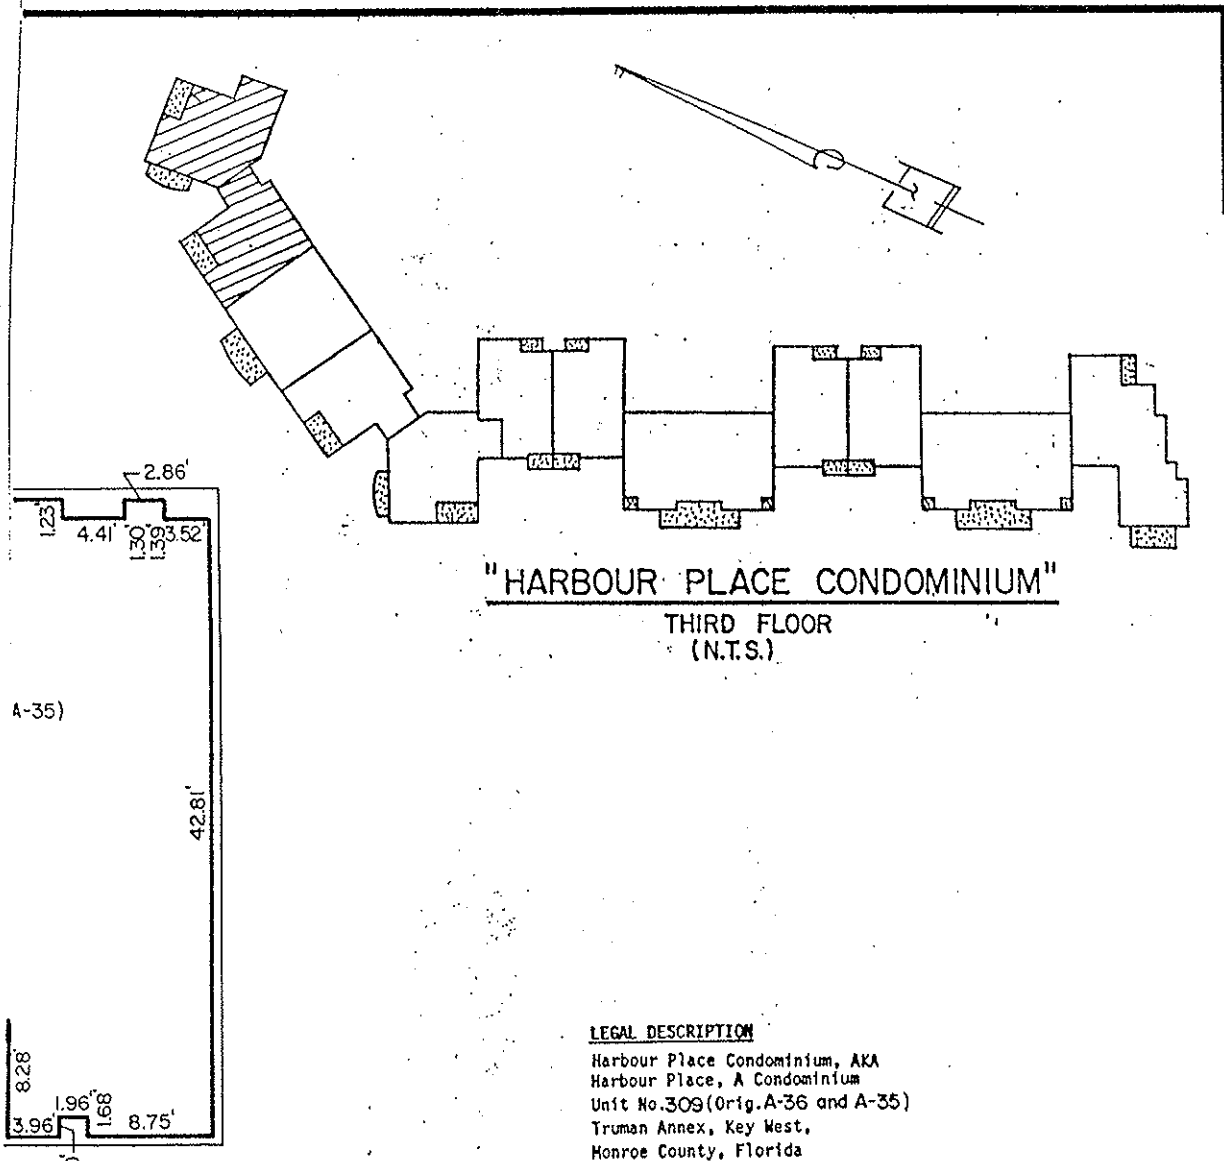 "HARBOUR PLACE CONDOMINIUM"
THIRD FLOOR
(N.T.S.)
2.86'
1.23'
4.41'
1.30'
1.39'
3.52'
A-35)
42.81'
8.28'
1.96'
1.68'
3.96'
8.75'
LEGAL DESCRIPTION
Harbour Place Condominium, AKA
Harbour Place, A Condominium
Unit No.309(Orig.A-36 and A-35)
Truman Annex, Key West,
Monroe County, Florida